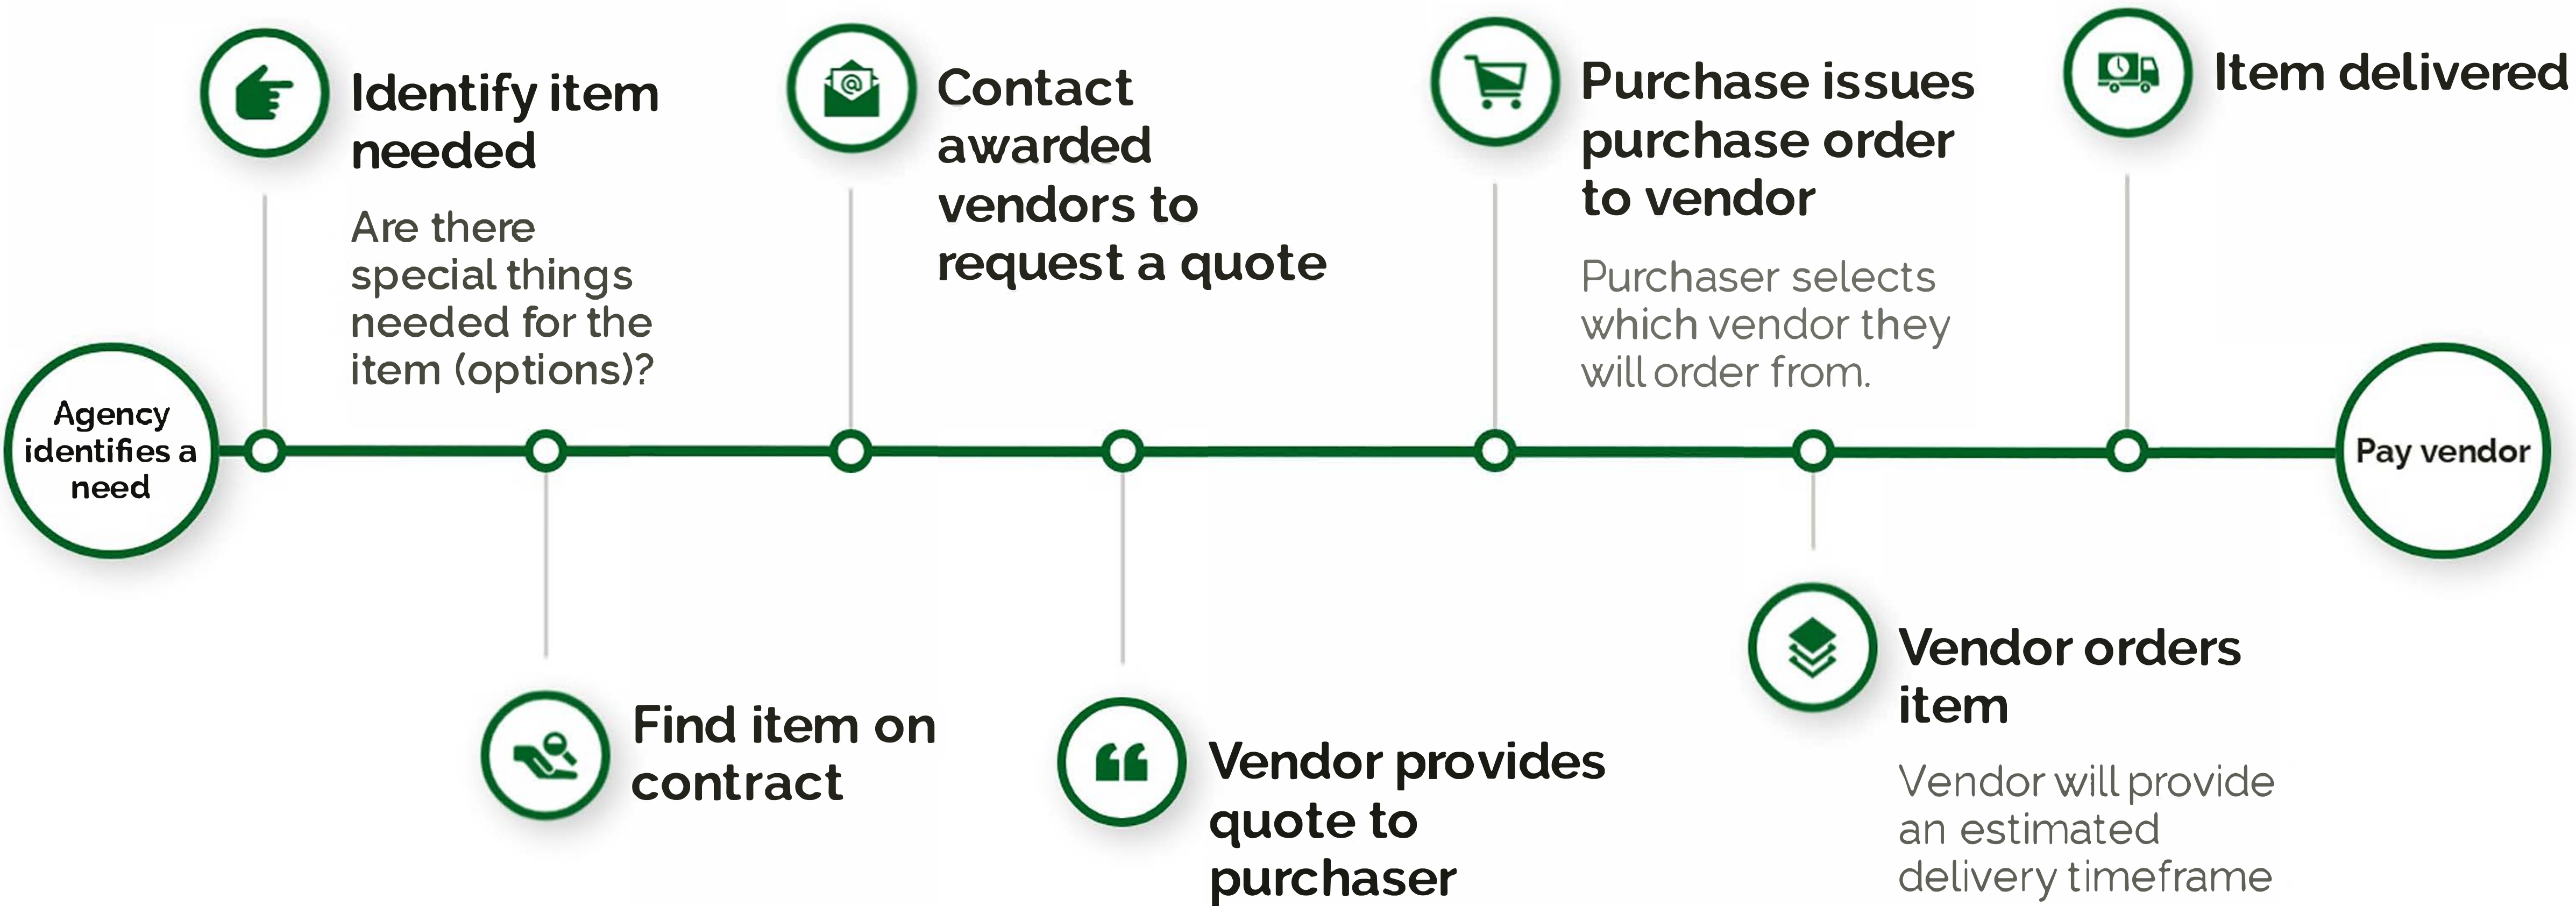 Agency
identifies a
need
Identify item
needed
Are there
special things
needed for the
item (options)?
Find item on
contract
Contact
awarded
vendors to
request a quote
Vendor provides
quote to
purchaser
Purchase issues
purchase order
to vendor
Purchaser selects
which vendor they
will order from.
Vendor orders
item
Vendor will provide
an estimated
delivery timeframe
Item delivered
Pay vendor